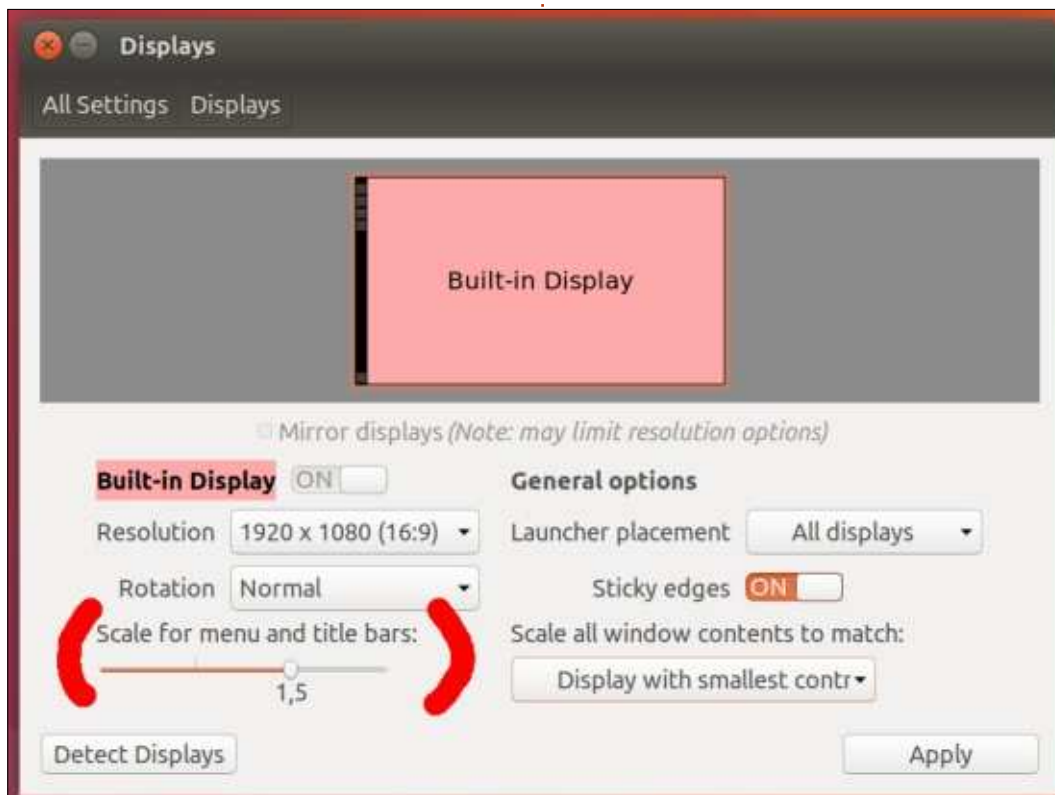 Displays
All Settings Displays
Built-in Display
Mirror displays (Note: may limit resolution options)
Built-in Display ON
General options
Resolution 1920 x 1080 (16:9)
Launcher placement All displays
Rotation Normal
Sticky edges ON
Scale for menu and title bars:
Scale all window contents to match:
1,5
Display with smallest contr
Detect Displays
Apply